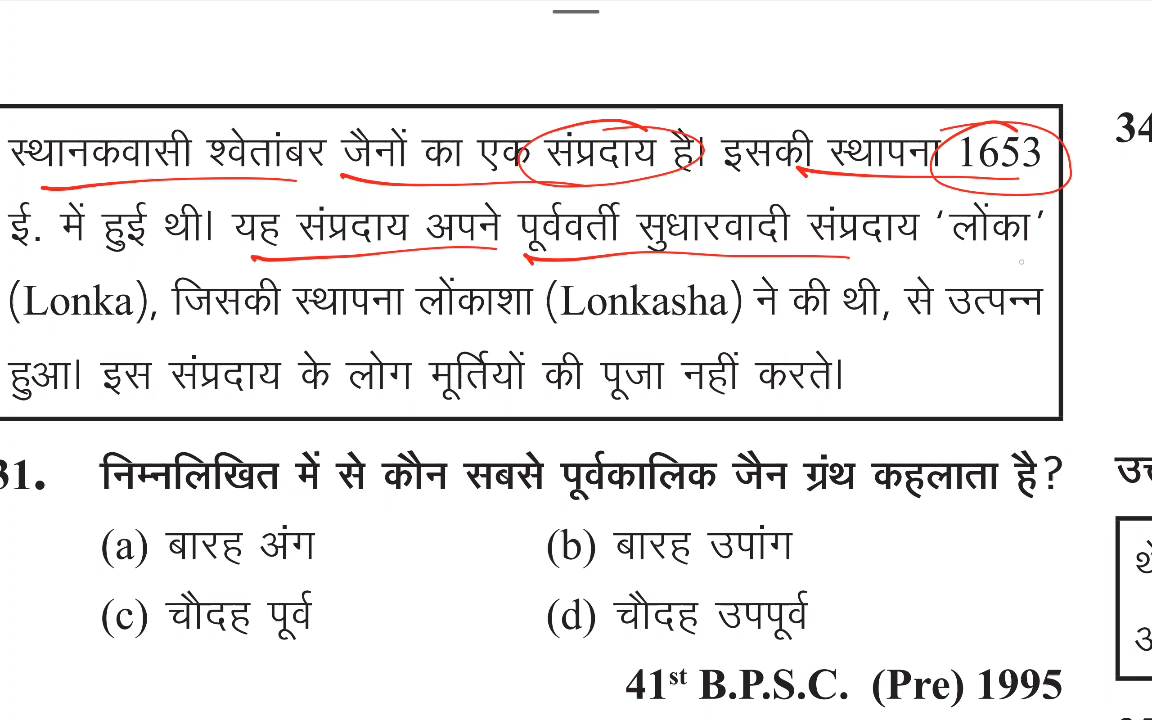 स्थानकवासी श्वेतांबर जैनों का एक संप्रदाय है। इसकी स्थापना 1653
ई. में हुई थी। यह संप्रदाय अपने पूर्ववर्ती सुधारवादी संप्रदाय ‘लोंका’
(Lonka), जिसकी स्थापना लोंकाशा (Lonkasha) ने की थी, से उत्पन्न
हुआ। इस संप्रदाय के लोग मूर्तियों की पूजा नहीं करते।
31. निम्नलिखित में से कौन सबसे पूर्वकालिक जैन ग्रंथ कहलाता है?
(a) बारह अंग (b) बारह उपांग
(c) चौदह पूर्व (d) चौदह उपपूर्व
41st B.P.S.C. (Pre) 1995
34